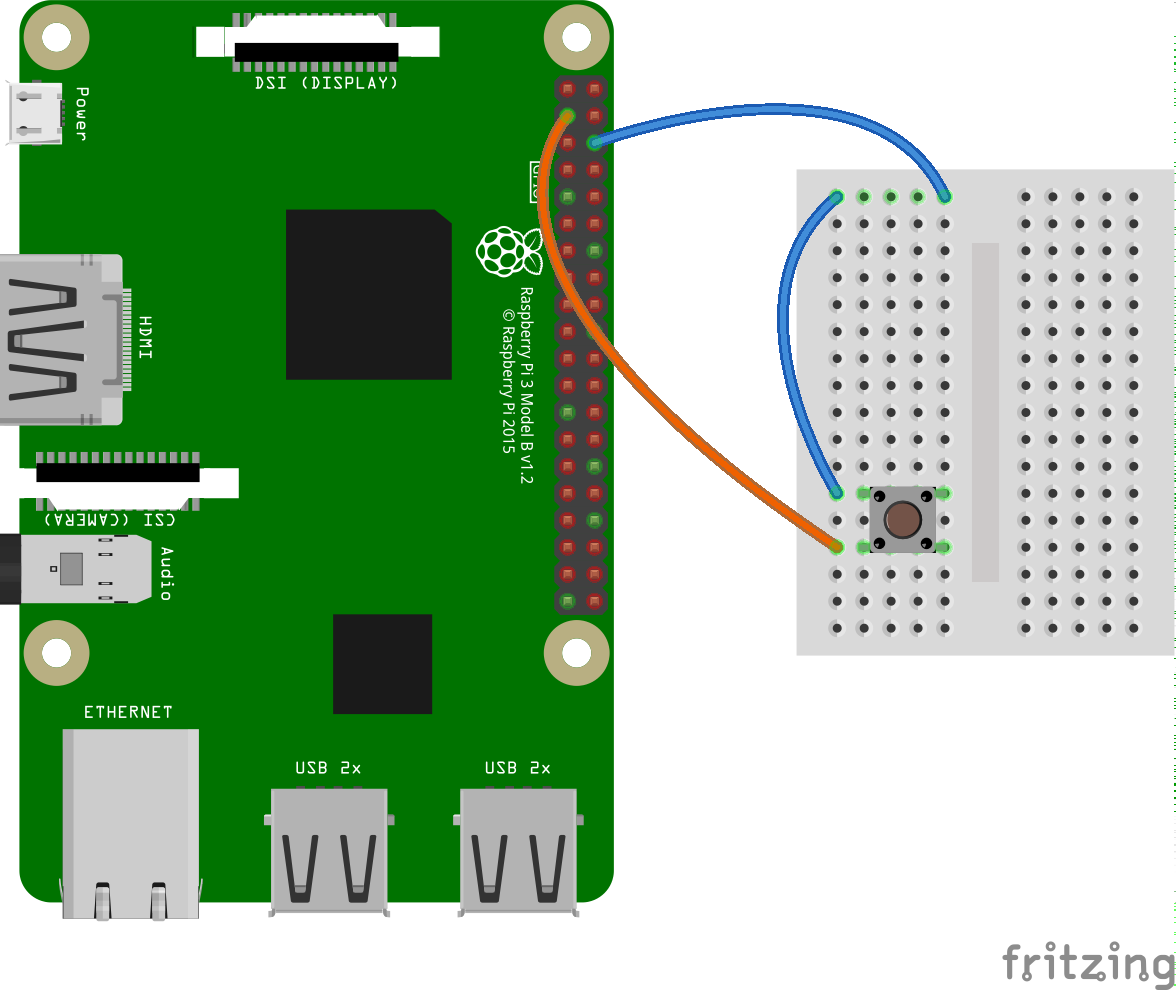 DSI (DISPLAY)
Power
Raspberry Pi 3 Model B v1.2
© Raspberry Pi 2015
HDMI
CSI (CAMERA)
Audio
ETHERNET
USB 2x
USB 2x
fritzing